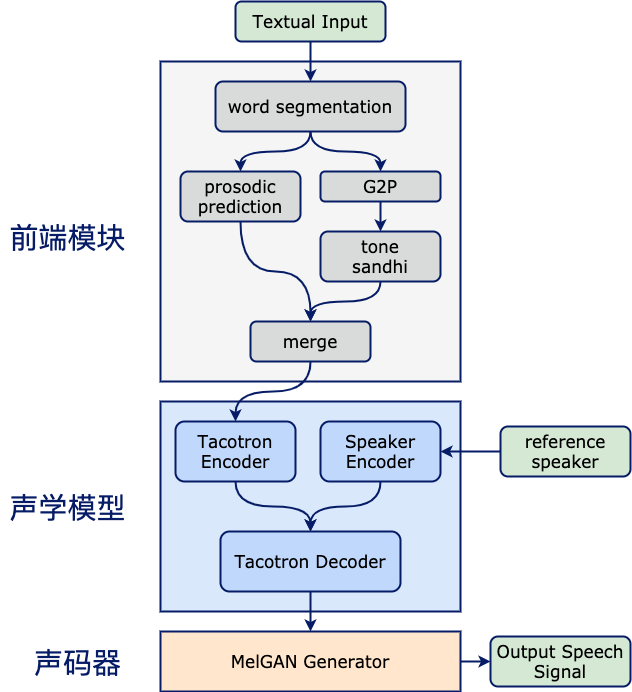 Textual Input
word segmentation
prosodic
prediction
G2P
tone
sandhi
前端模块
merge
Tacotron
Encoder
Speaker
Encoder
reference
speaker
声学模型
Tacotron Decoder
声码器
MelGAN Generator
Output Speech
Signal